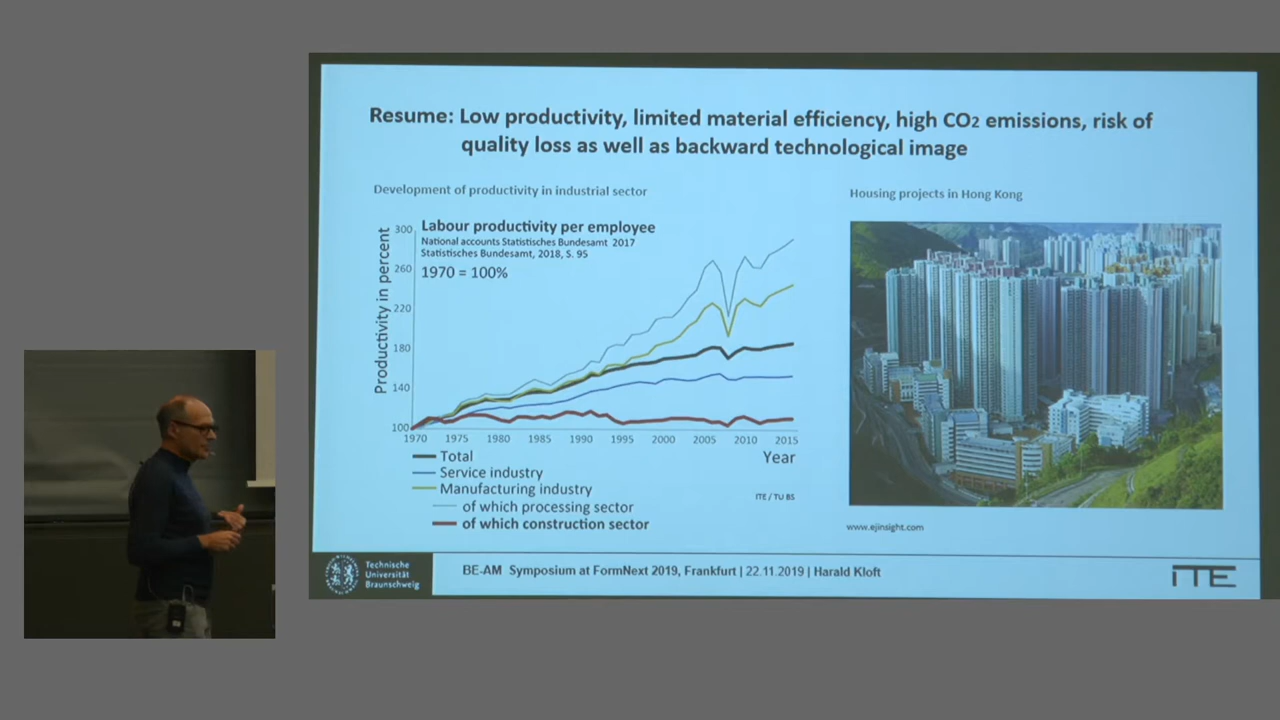 Resume: Low productivity, limited material efficiency, high CO2 emissions, risk of
quality loss as well as backward technological image
Development of productivity in industrial sector
Housing projects in Hong Kong
Labour productivity per employee
National accounts Statistisches Bundesamt 2017
Statistisches Bundesamt, 2018, S. 95
1970 = 100%
Productivity in percent
300
260
220
180
140
100
1970 1975 1980 1985 1990 1995 2000 2005 2010 2015
Year
Total
Service industry
Manufacturing industry
of which processing sector
of which construction sector
ITE / TU BS
www.ejinsight.com
Technische
Universität
Braunschweig
BE-AM Symposium at FormNext 2019, Frankfurt | 22.11.2019 | Harald Kloft
iTE